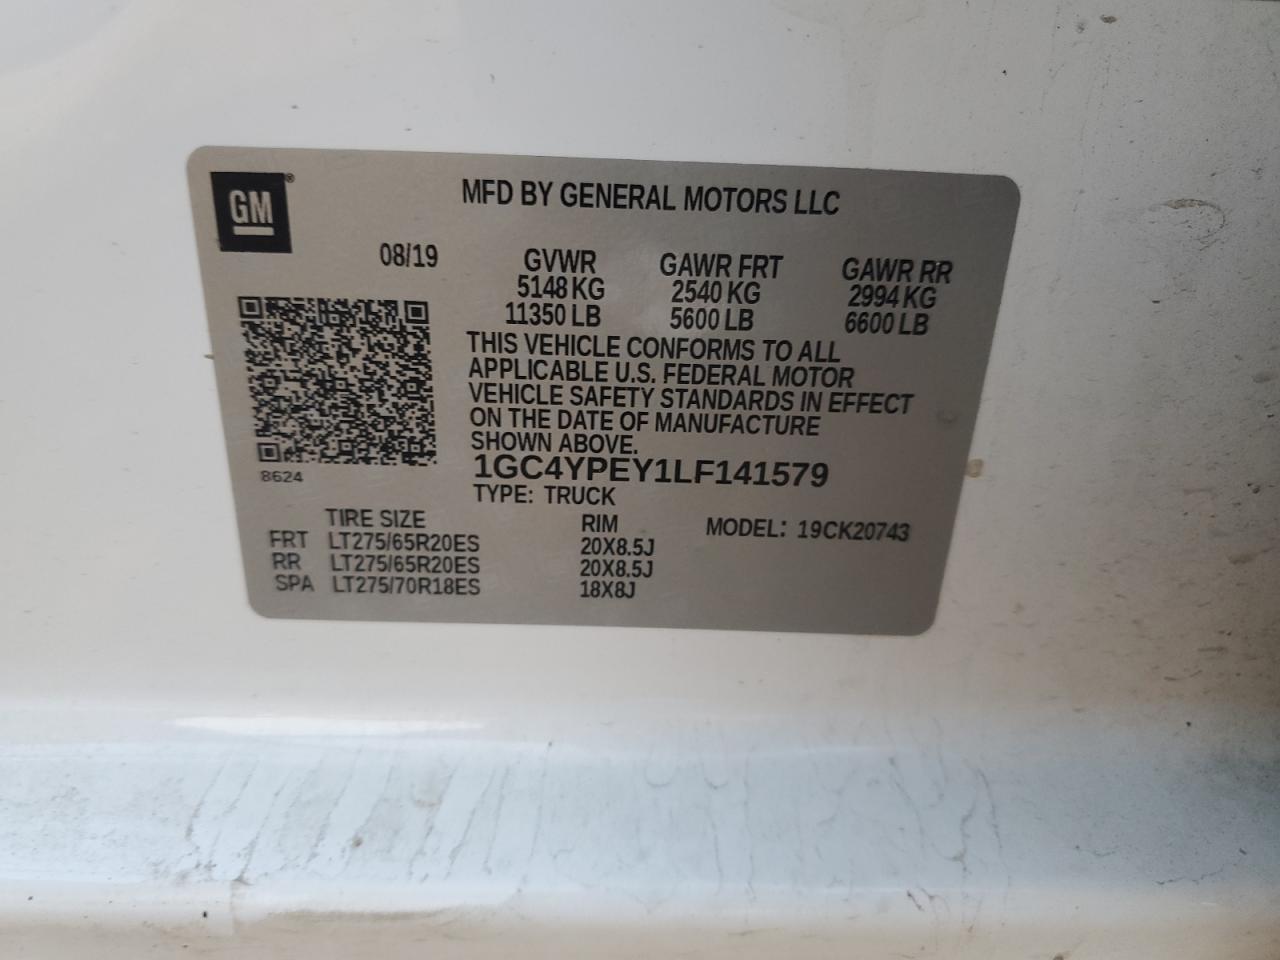 GM®
MFD BY GENERAL MOTORS LLC
08/19
GVWR GAWR FRT GAWR RR
5148 KG 2540 KG 2994 KG
11350 LB 5600 LB 6600 LB
THIS VEHICLE CONFORMS TO ALL
APPLICABLE U.S. FEDERAL MOTOR
VEHICLE SAFETY STANDARDS IN EFFECT
ON THE DATE OF MANUFACTURE
SHOWN ABOVE.
8624
1GC4YPEY1LF141579
TYPE: TRUCK
TIRE SIZE RIM MODEL: 19CK20743
FRT LT275/65R20ES 20X8.5J
RR LT275/65R20ES 20X8.5J
SPA LT275/70R18ES 18X8J